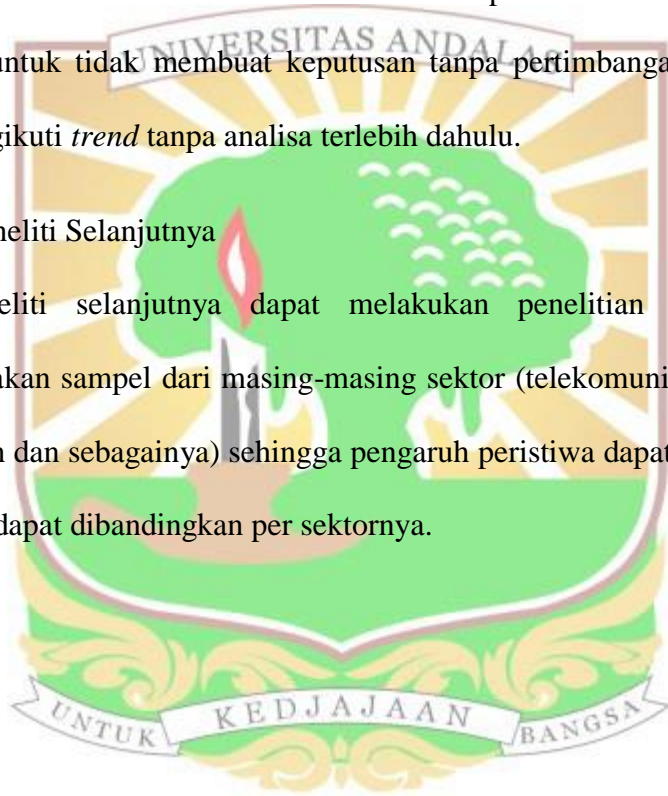 UNIVERSITAS ANDALAS
untuk tidak membuat keputusan tanpa pertimbanga
gikuti trend tanpa analisa terlebih dahulu.
neliti Selanjutnya
eliti selanjutnya dapat melakukan penelitian
akan sampel dari masing-masing sektor (telekomuni
n dan sebagainya) sehingga pengaruh peristiwa dapat
dapat dibandingkan per sektornya.
UNTUK KEDJAJAAN BANGSA